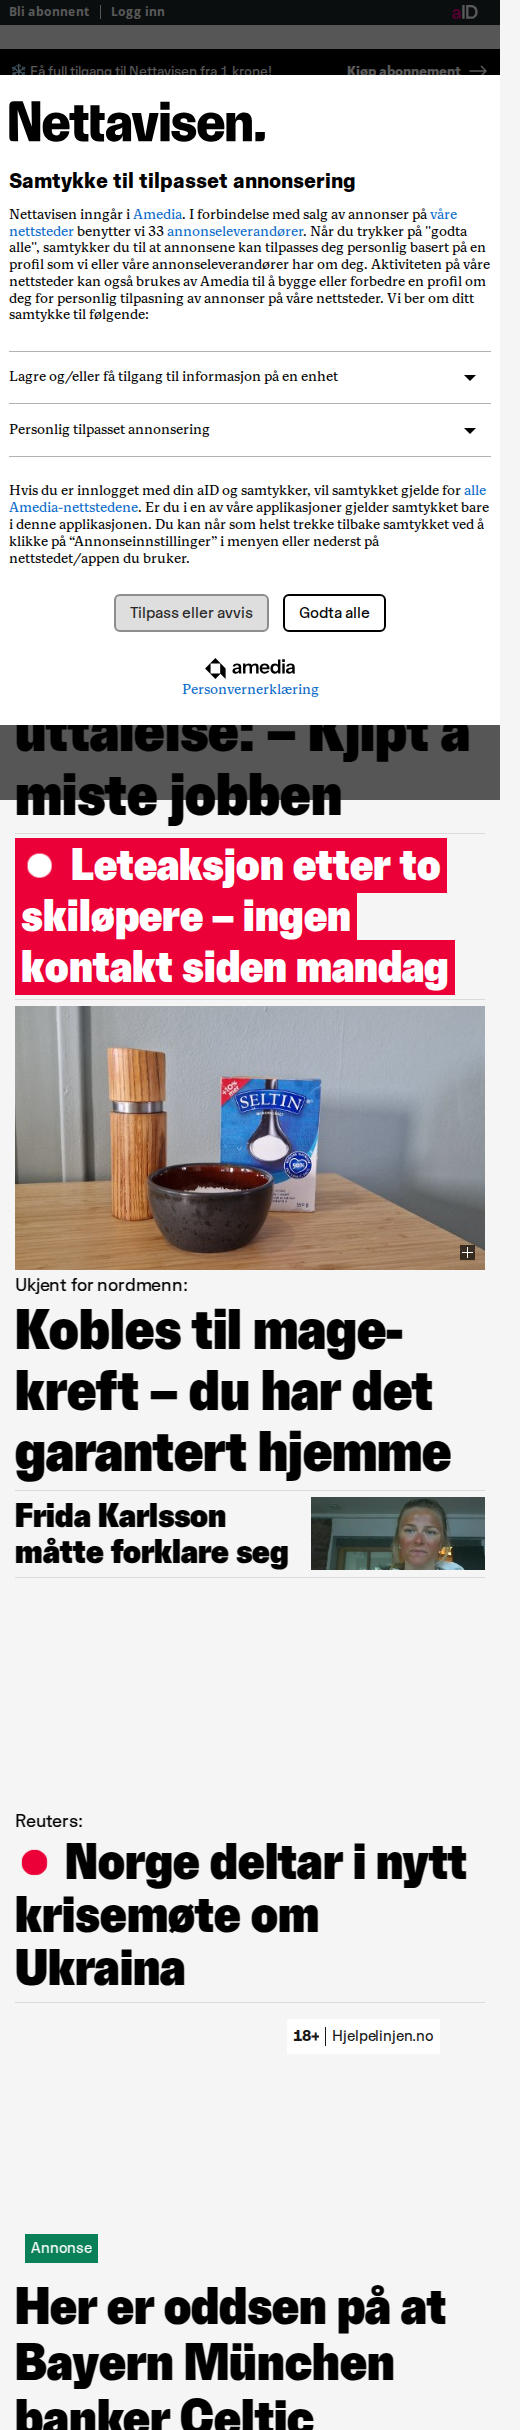 Bli abonnent | Logg inn
aID
Få full tilgang til Nettavisen fra 1 krone! Kjøp abonnement →
Nettavisen.
Samtykke til tilpasset annonsering
Nettavisen inngår i Amedia. I forbindelse med salg av annonser på våre
nettsteder benytter vi 33 annonseleverandører. Når du trykker på "godta
alle", samtykker du til at annonsene kan tilpasses deg personlig basert på en
profil som vi eller våre annonseleverandører har om deg. Aktiviteten på våre
nettsteder kan også brukes av Amedia til å bygge eller forbedre en profil om
deg for personlig tilpasning av annonser på våre nettsteder. Vi ber om ditt
samtykke til følgende:
Lagre og/eller få tilgang til informasjon på en enhet
Personlig tilpasset annonsering
Hvis du er innlogget med din aID og samtykker, vil samtykket gjelde for alle
Amedia-nettstedene. Er du i en av våre applikasjoner gjelder samtykket bare
i denne applikasjonen. Du kan når som helst trekke tilbake samtykket ved å
klikke på “Annonseinnstillinger” i menyen eller nederst på
nettstedet/appen du bruker.
Tilpass eller avvis
Godta alle
amedia
Personvernerklæring
uttalelse: – Kjipt å
miste jobben
Leteaksjon etter to
skiløpere – ingen
kontakt siden mandag
SELTIN
Ukjent for nordmenn:
Kobles til mage-
kreft – du har det
garantert hjemme
Frida Karlsson
måtte forklare seg
Reuters:
Norge deltar i nytt
krisemøte om
Ukraina
18+ | Hjelpelinjen.no
Annonse
Her er oddsen på at
Bayern München
banker Celtic